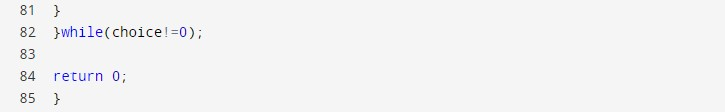 81 }
82 }while(choice!=0);
83
84 return 0;
85 }